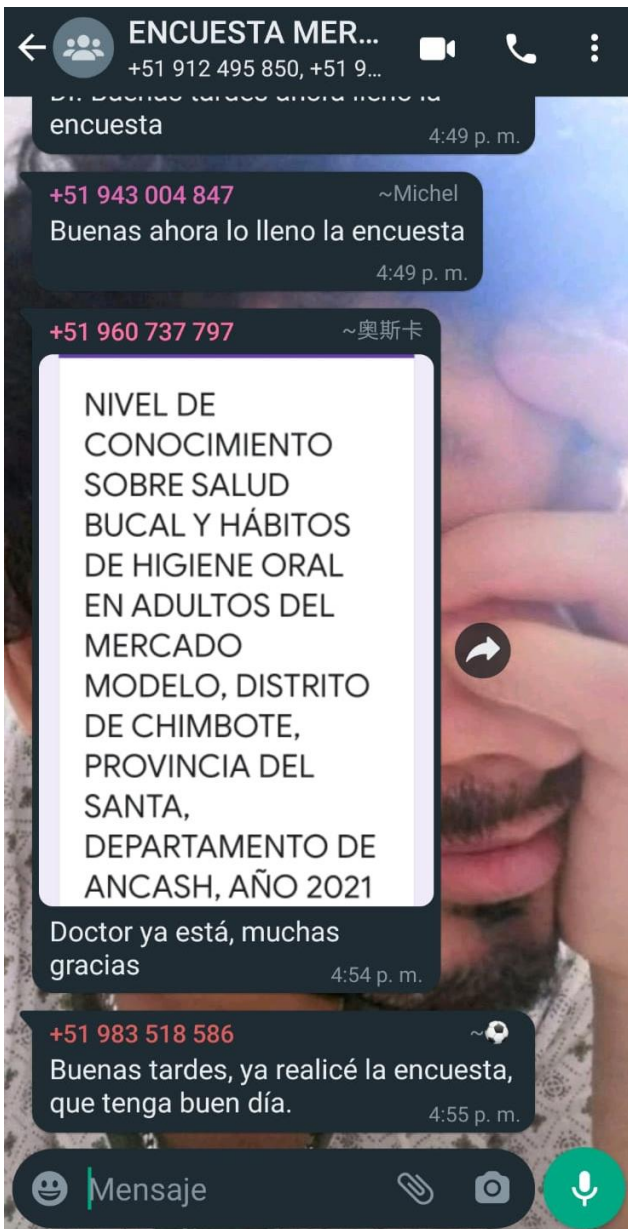 ENCUESTA MER...
+51 912 495 850, +51 9...
encuesta
4:49 p. m.
+51 943 004 847 ~Michel
Buenas ahora lo lleno la encuesta
4:49 p. m.
+51 960 737 797 ~奥斯卡
NIVEL DE
CONOCIMIENTO
SOBRE SALUD
BUCAL Y HÁBITOS
DE HIGIENE ORAL
EN ADULTOS DEL
MERCADO
MODELO, DISTRITO
DE CHIMBOTE,
PROVINCIA DEL
SANTA,
DEPARTAMENTO DE
ANCASH, AÑO 2021
Doctor ya está, muchas
gracias
4:54 p. m.
+51 983 518 586 ~⚽
Buenas tardes, ya realicé la encuesta,
que tenga buen día.
4:55 p. m.
Mensaje